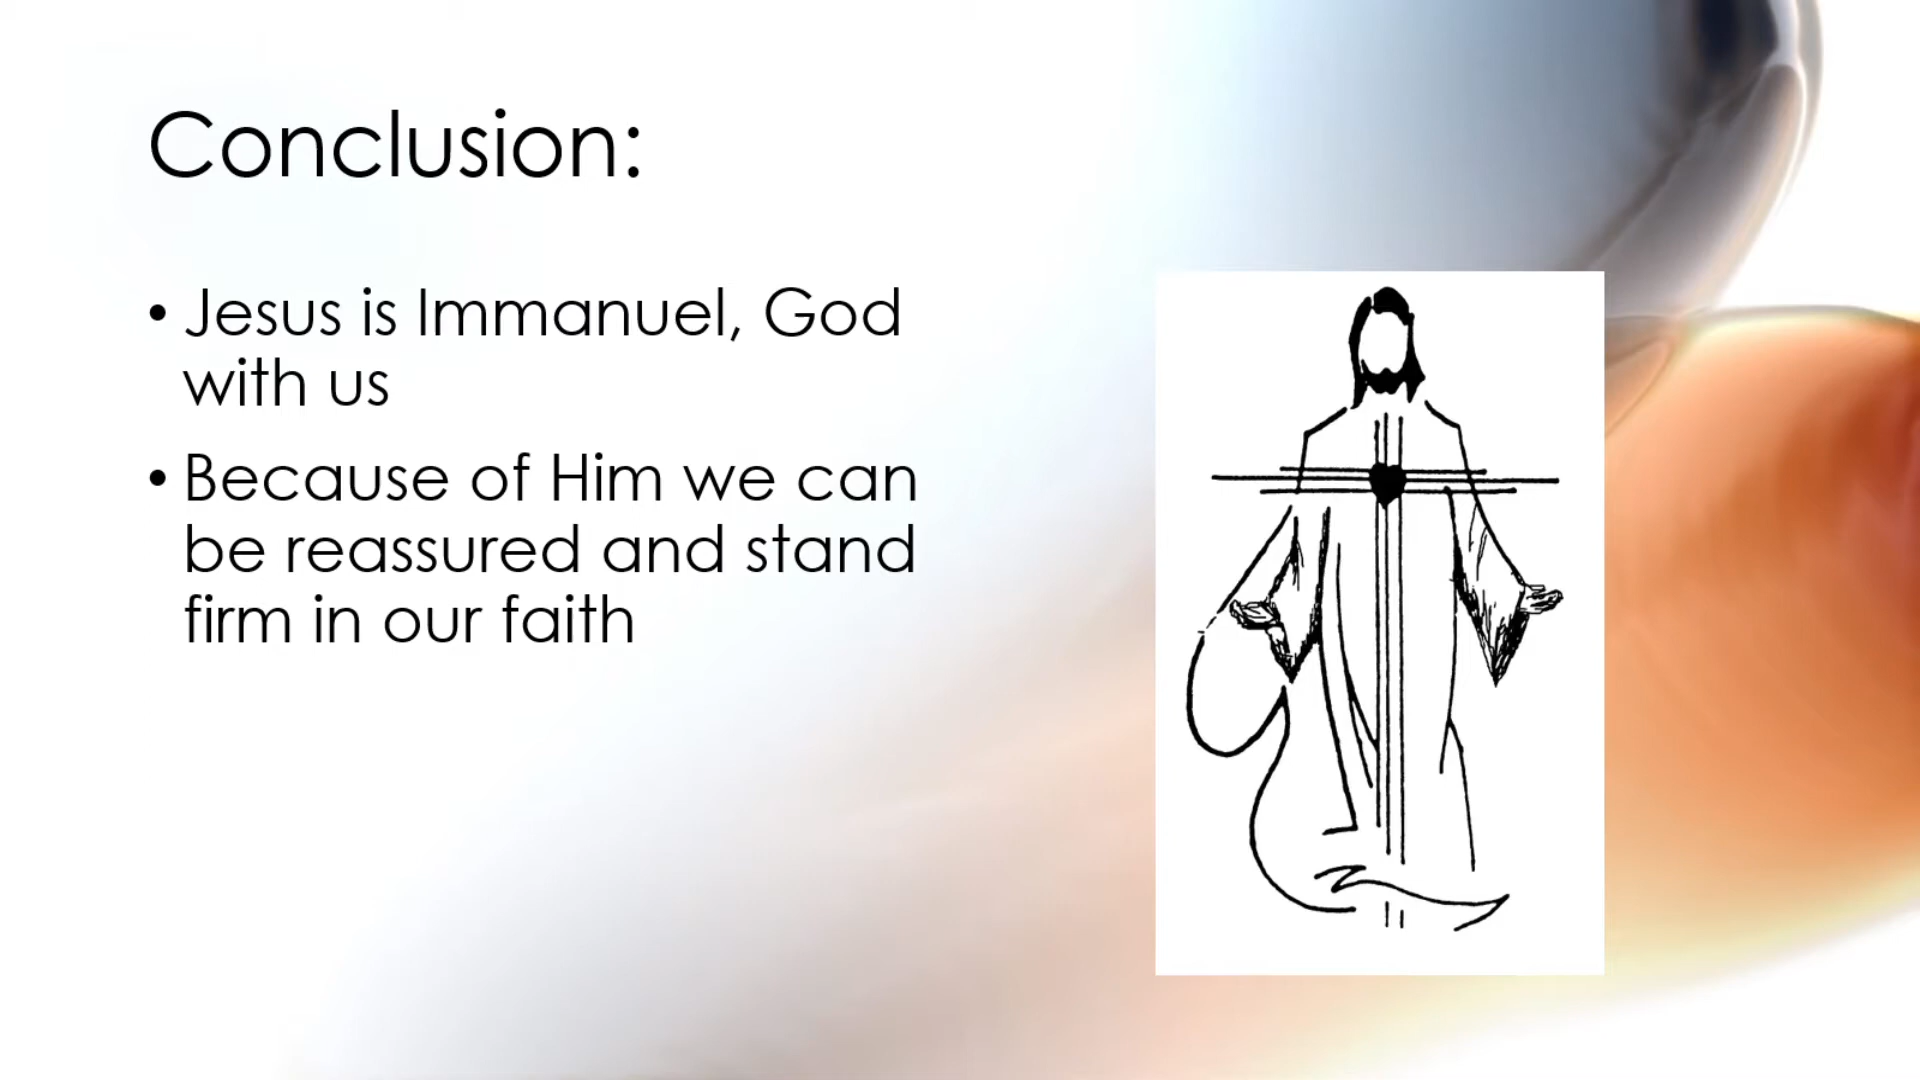 Conclusion:
• Jesus is Immanuel, God
with us
• Because of Him we can
be reassured and stand
firm in our faith